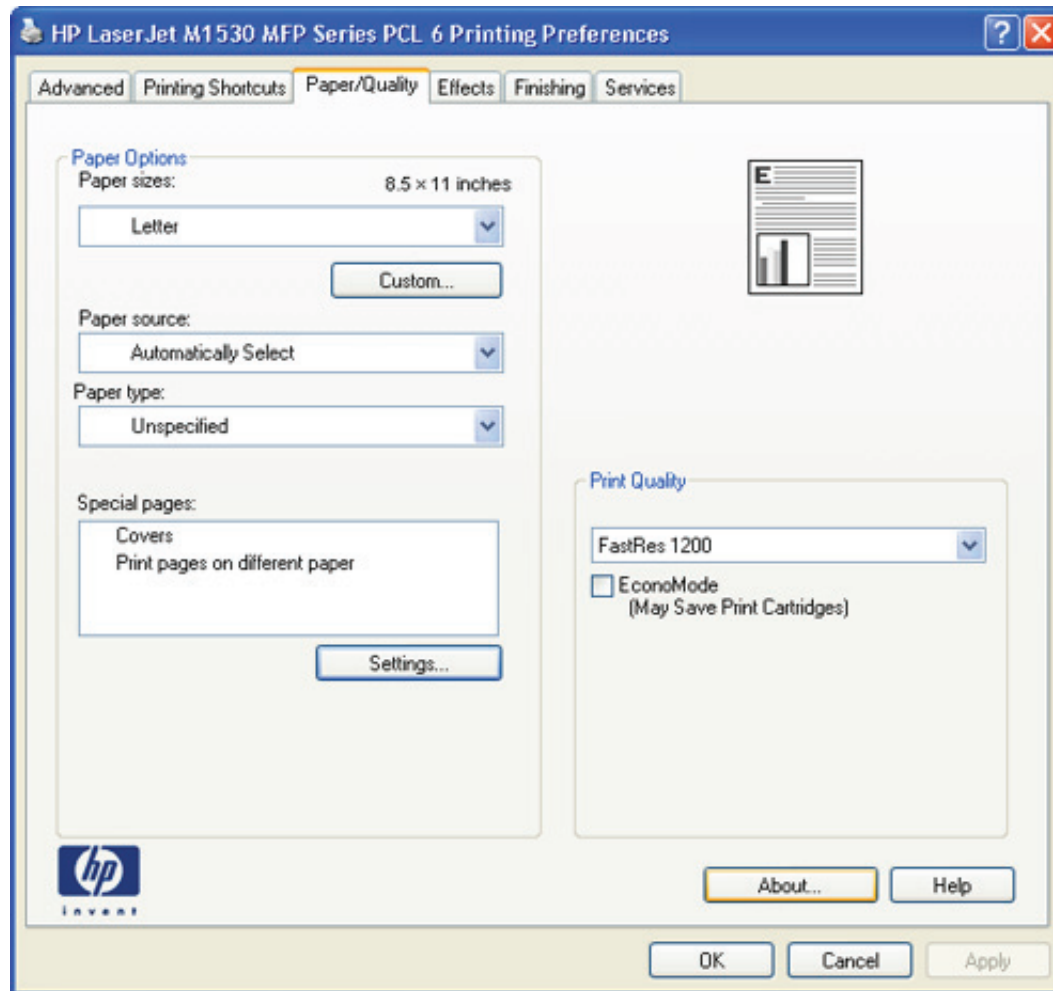 HP LaserJet M1530 MFP Series PCL 6 Printing Preferences
?
Advanced Printing Shortcuts Paper/Quality Effects Finishing Services
Paper Options
Paper sizes: 8.5 × 11 inches
Letter
Custom...
Paper source:
Automatically Select
Paper type:
Unspecified
Special pages:
Covers
Print pages on different paper
Settings...
E
Print Quality
FastRes 1200
EconoMode
(May Save Print Cartridges)
hp
invent
About... Help
OK Cancel Apply